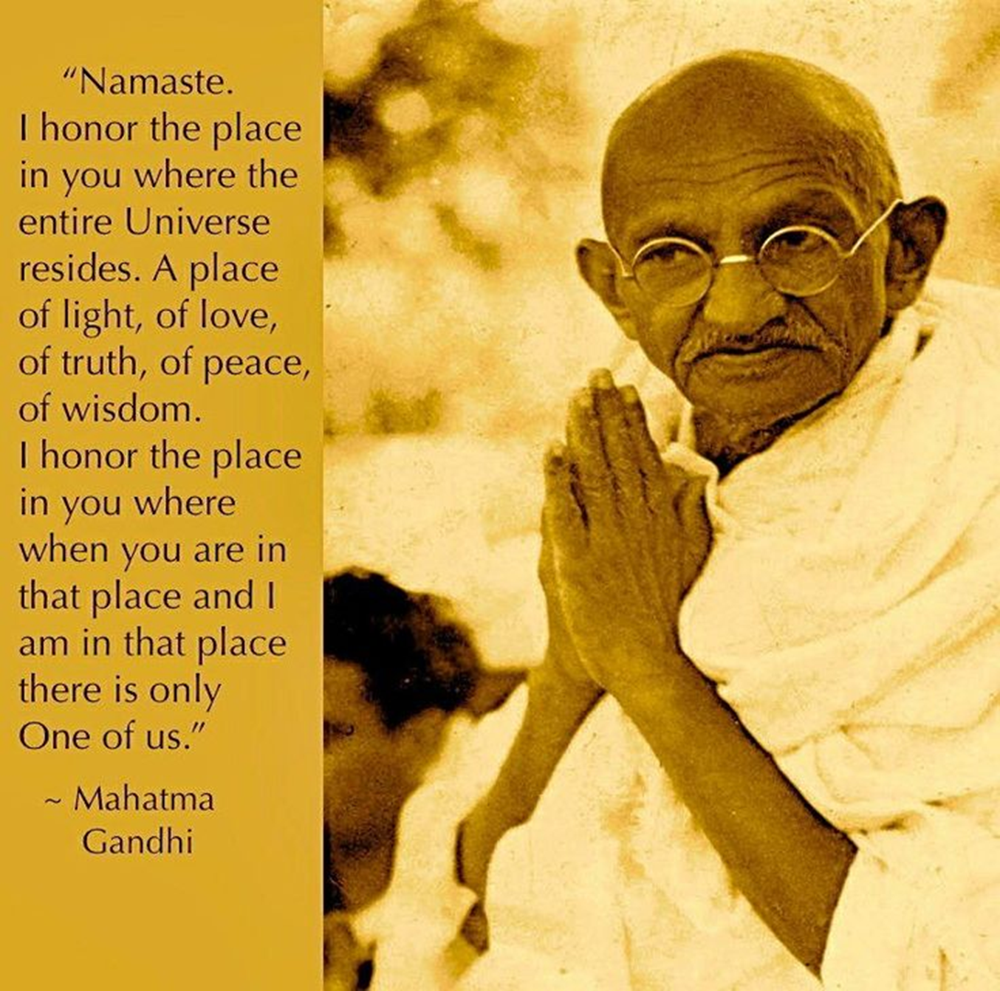 “Namaste.
I honor the place
in you where the
entire Universe
resides. A place
of light, of love,
of truth, of peace,
of wisdom.
I honor the place
in you where
when you are in
that place and I
am in that place
there is only
One of us.”
~ Mahatma
Gandhi